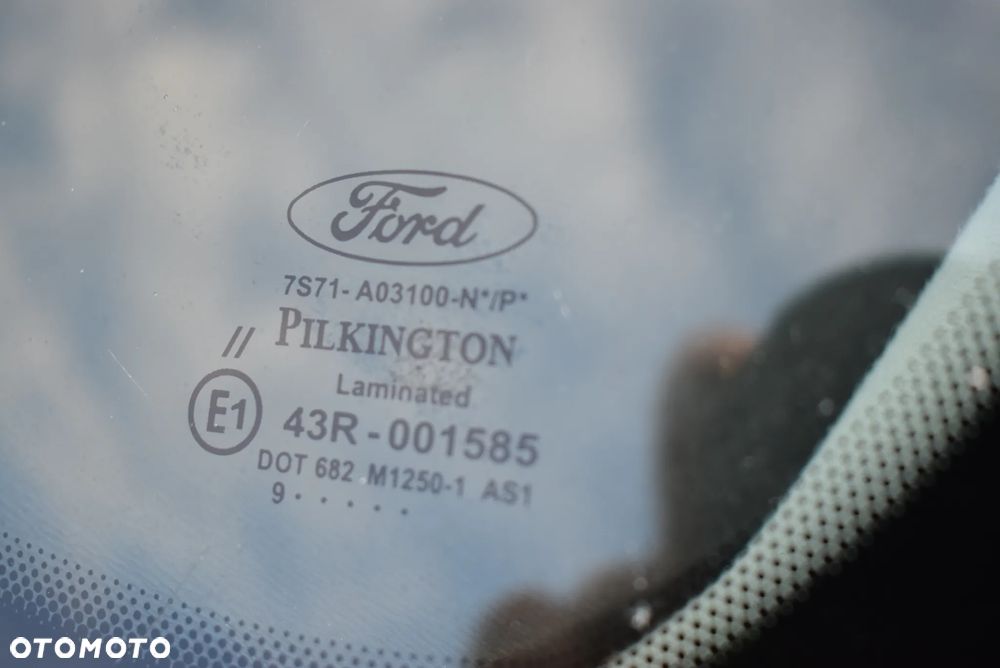 Ford
7S71-A03100-N*/P*
//
PILKINGTON
Laminated
E1
43R-001585
DOT 682 M1250-1 AS1
9 . . . . .
OTOMOTO